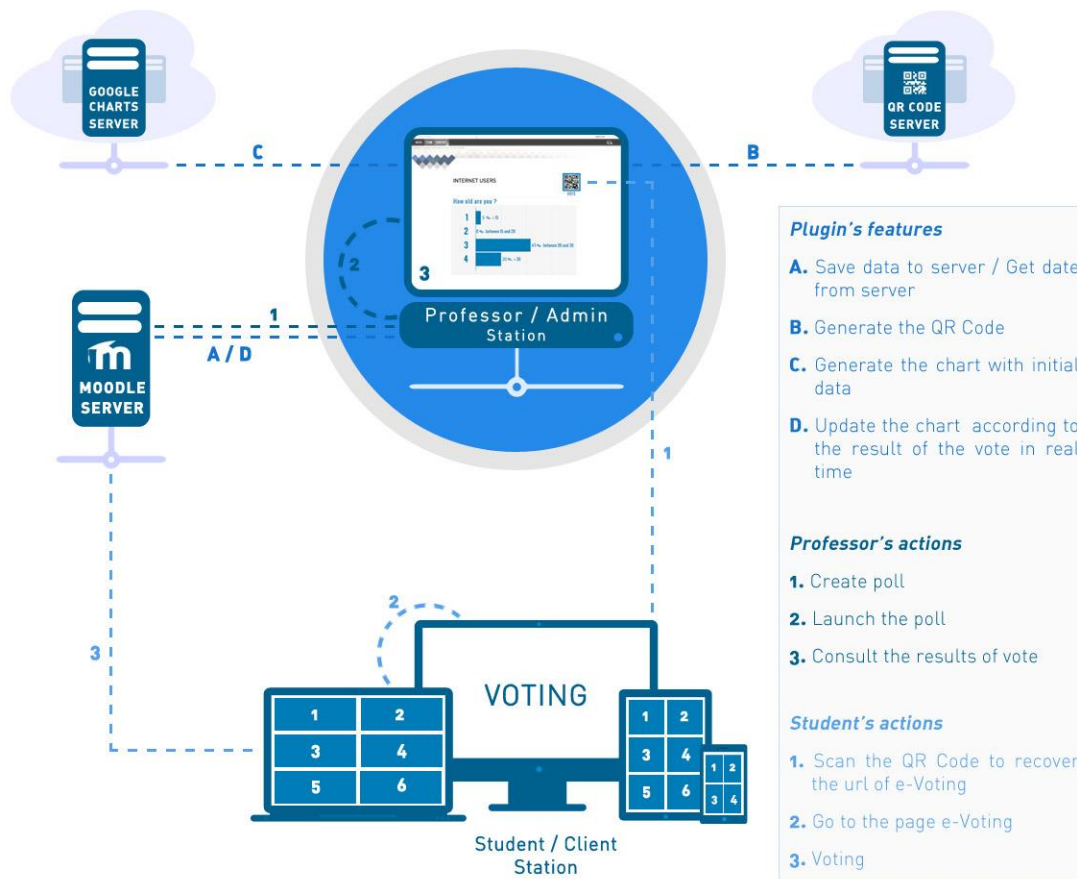 GOOGLE
CHARTS
SERVER
QR CODE
SERVER
C
B
INTERNET USERS
How old are you ?
1
2
3
4
2
3
Professor / Admin
Station
1
A / D
MOODLE
SERVER
1
3
2
VOTING
1 2
3 4
5 6
1 2
3 4
5 6
1 2
3 4
Student / Client
Station
Plugin's features
A. Save data to server / Get date
from server
B. Generate the QR Code
C. Generate the chart with initial
data
D. Update the chart according to
the result of the vote in real
time
Professor's actions
1. Create poll
2. Launch the poll
3. Consult the results of vote
Student's actions
1. Scan the QR Code to recover
the url of e-Voting
2. Go to the page e-Voting
3. Voting